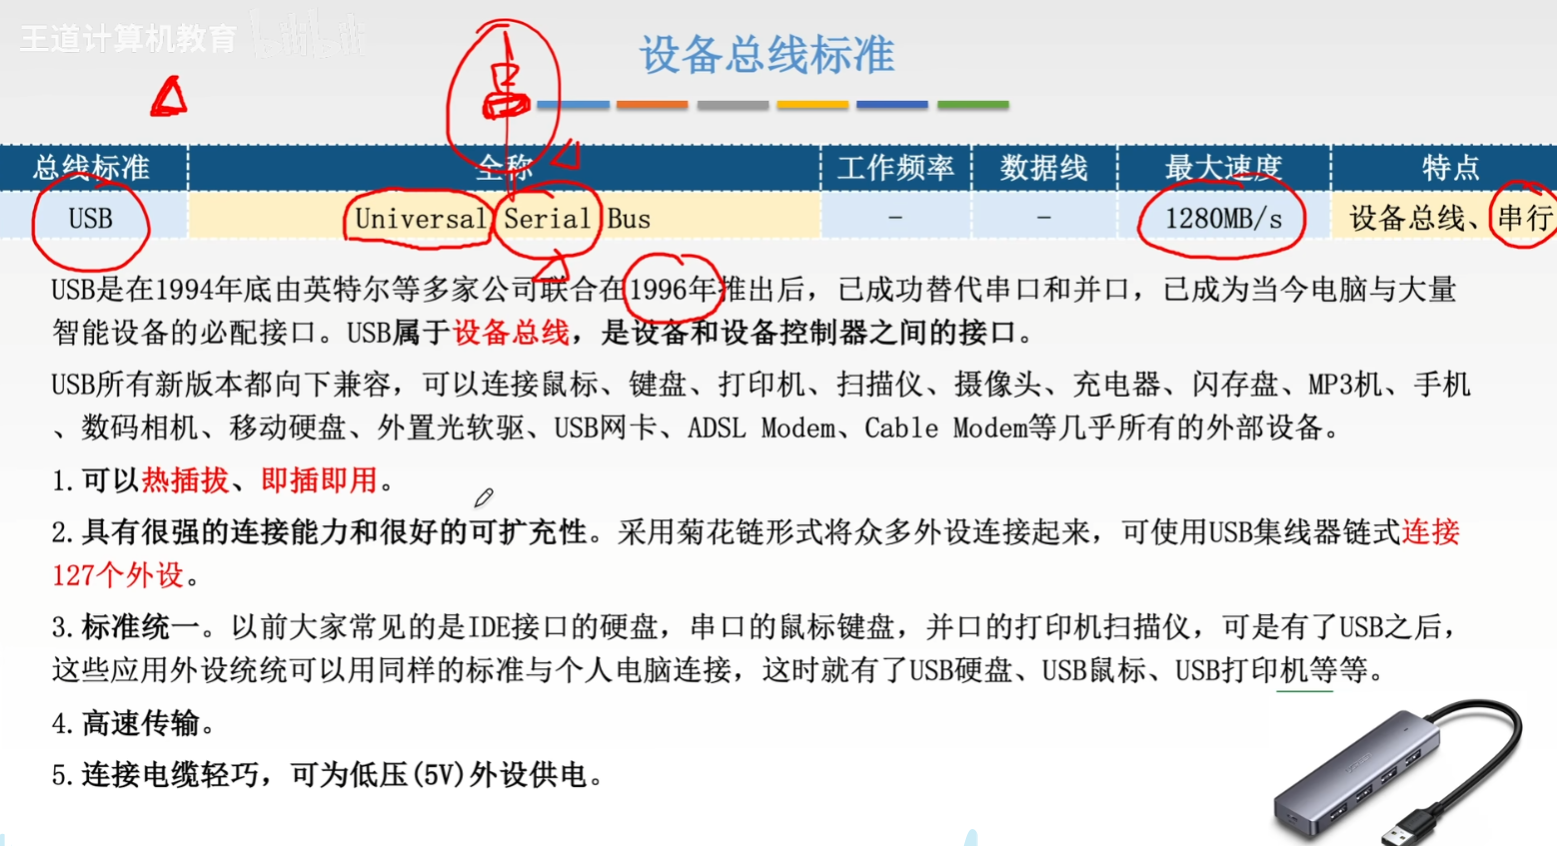 王道计算机教育 bilibili
串
设备总线标准
总线标准 全称 工作频率 数据线 最大速度 特点
USB Universal Serial Bus - - 1280MB/s 设备总线、串行
USB是在1994年底由英特尔等多家公司联合在1996年推出后，已成功替代串口和并口，已成为当今电脑与大量
智能设备的必配接口。USB属于设备总线，是设备和设备控制器之间的接口。
USB所有新版本都向下兼容，可以连接鼠标、键盘、打印机、扫描仪、摄像头、充电器、闪存盘、MP3机、手机
、数码相机、移动硬盘、外置光软驱、USB网卡、ADSL Modem、Cable Modem等几乎所有的外部设备。
1.可以热插拔、即插即用。
2.具有很强的连接能力和很好的可扩充性。采用菊花链形式将众多外设连接起来，可使用USB集线器链式连接
127个外设。
3.标准统一。以前大家常见的是IDE接口的硬盘，串口的鼠标键盘，并口的打印机扫描仪，可是有了USB之后，
这些应用外设统统可以用同样的标准与个人电脑连接，这时就有了USB硬盘、USB鼠标、USB打印机等等。
4.高速传输。
5.连接电缆轻巧，可为低压(5V)外设供电。